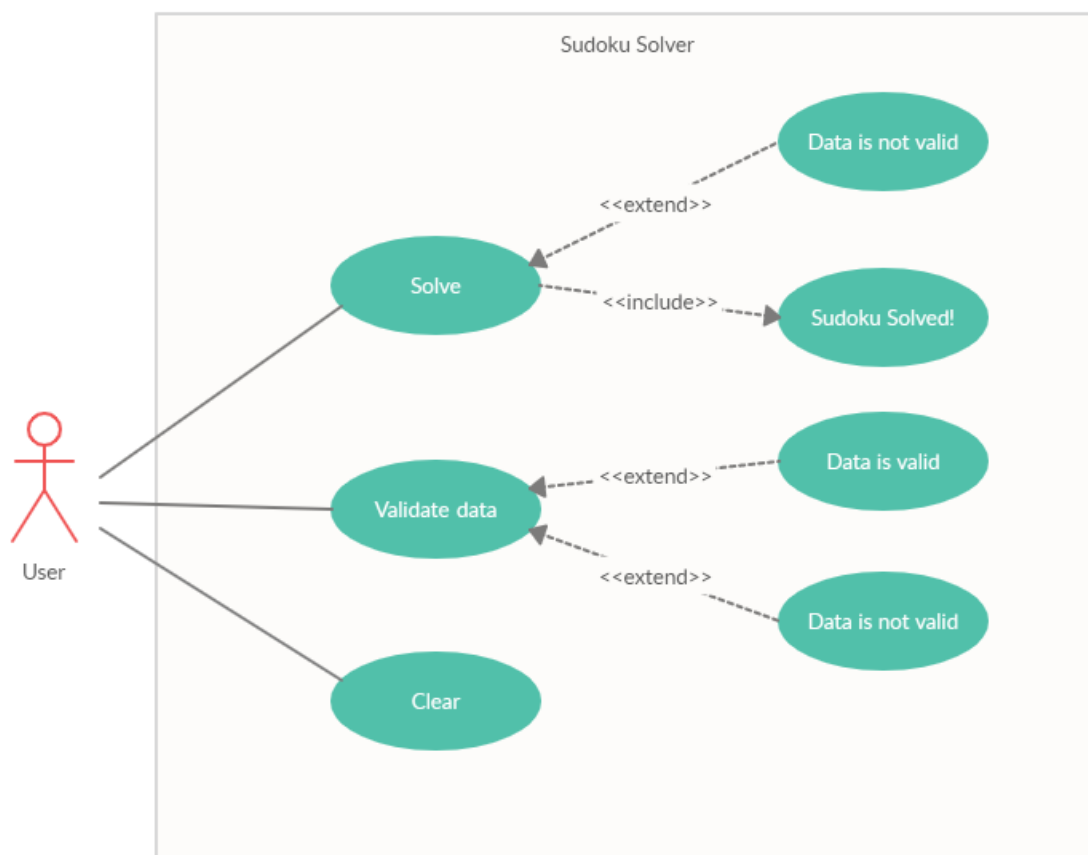 Sudoku Solver
Data is not valid
<<extend>>
Solve
<<include>>
Sudoku Solved!
Data is valid
<<extend>>
Validate data
<<extend>>
User
Data is not valid
Clear